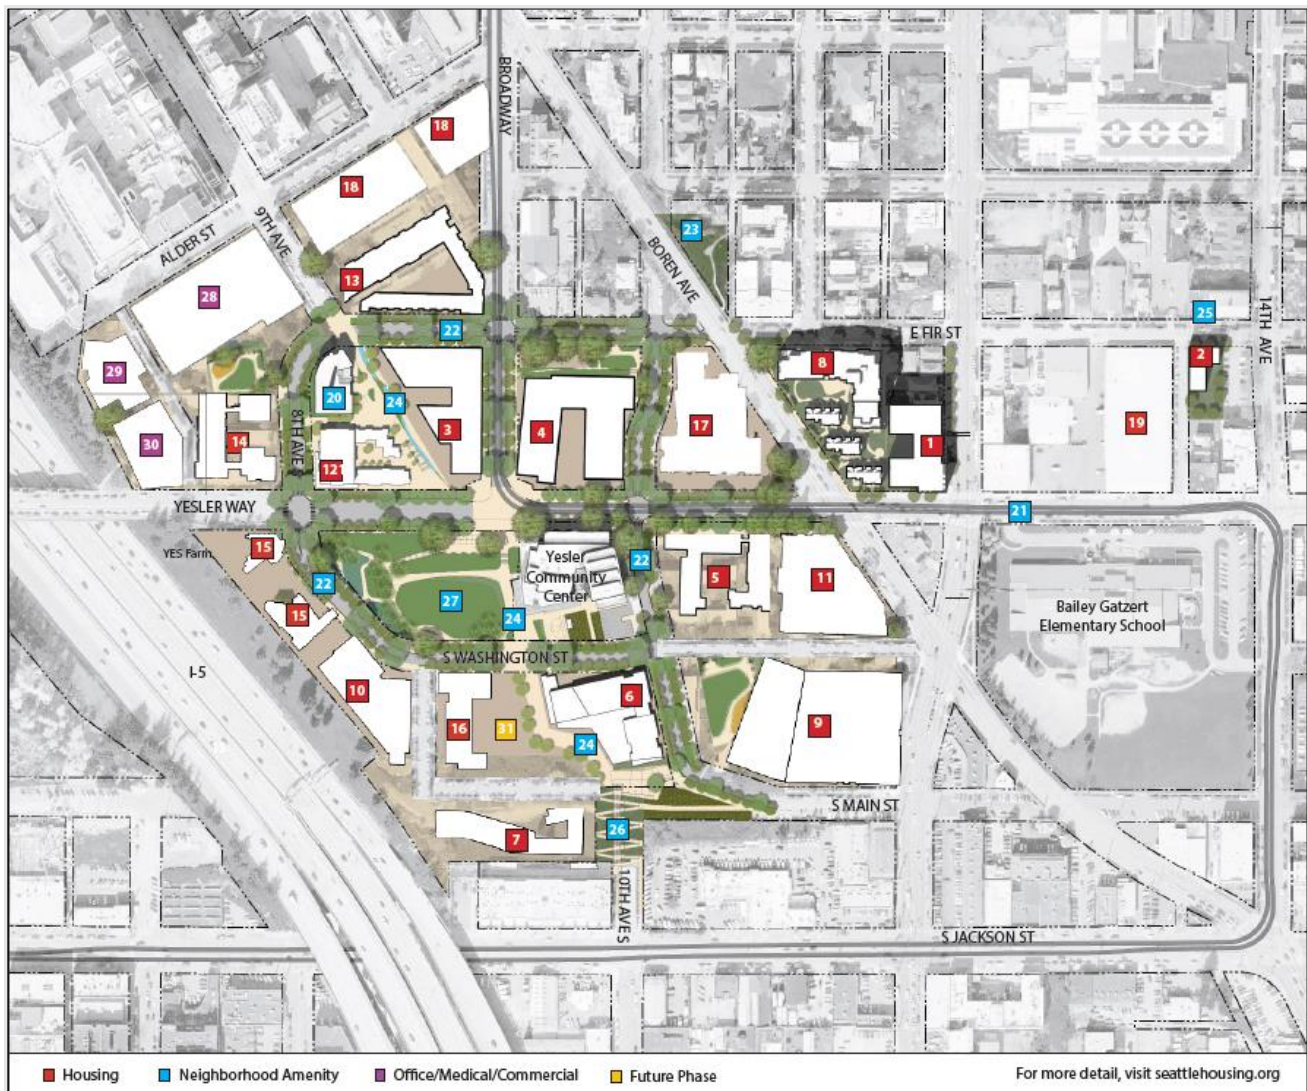 BROADWAY
18
18
9TH AVE
ALDER ST
23
BOREN AVE
13
28
22
25
14TH AVE
E FIR ST
2
8
29
20
24
3
4
17
1
19
8TH AVE
14
30
121
YESLER WAY
21
YES Farm
15
Yesler
Community
Center
22
22
5
11
27
24
15
Bailey Gatzert
Elementary School
S WASHINGTON ST
I-5
10
6
16
31
24
9
S MAIN ST
7
26
10TH AVE S
S JACKSON ST
Housing
Neighborhood Amenity
Office/Medical/Commercial
Future Phase
For more detail, visit seattlehousing.org